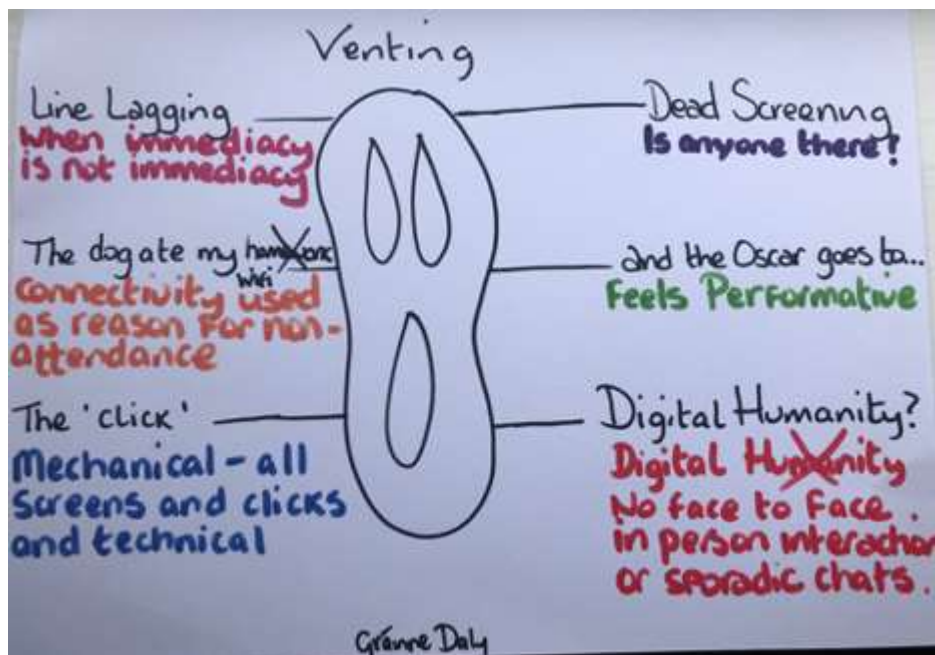 Venting
Line Lagging
When immediacy
is not immediacy
The dog ate my homework
wifi
Connectivity used
as reason for non-
attendance
The 'click'
Mechanical - all
Screens and clicks
and technical
Dead Screening
Is anyone there?
and the Oscar goes to...
Feels Performative
Digital Humanity?
Digital Humanity
No face to face.
in person interaction
or sporadic chats.
Gráinne Daly